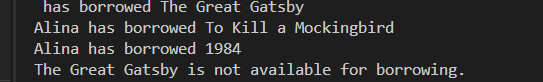 has borrowed The Great Gatsby
Alina has borrowed To Kill a Mockingbird
Alina has borrowed 1984
The Great Gatsby is not available for borrowing.